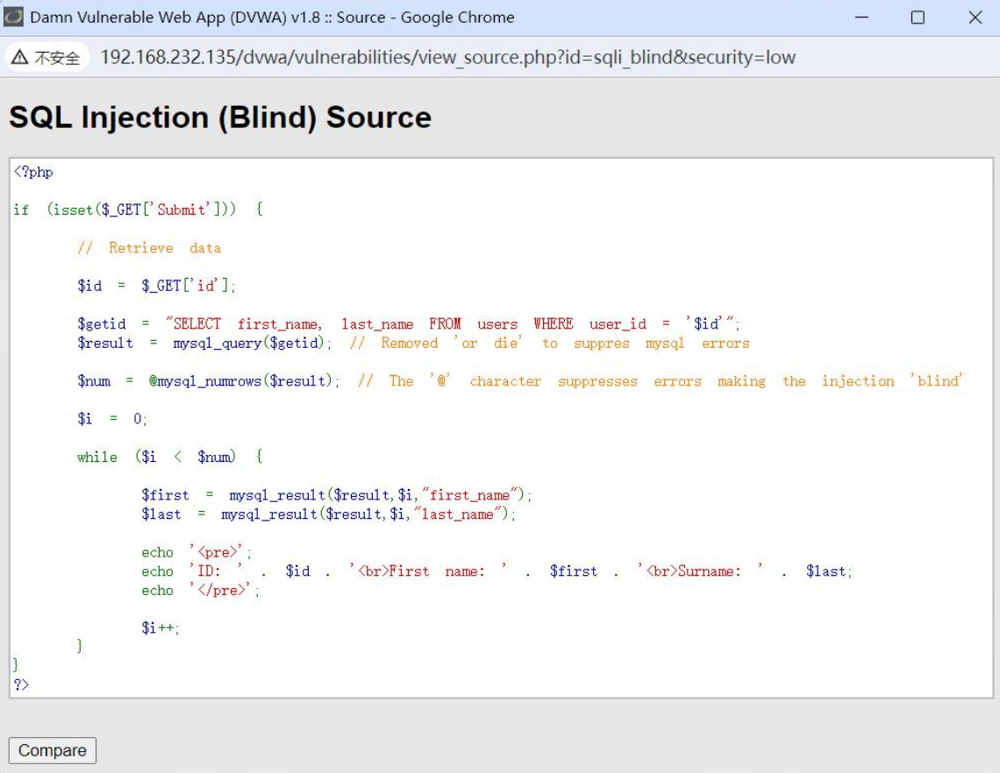 Damn Vulnerable Web App (DVWA) v1.8 :: Source - Google Chrome
不安全 192.168.232.135/dvwa/vulnerabilities/view_source.php?id=sqli_blind&security=low
SQL Injection (Blind) Source
<?php
if (isset($_GET['Submit'])) {
// Retrieve data
$id = $_GET['id'];
$getid = "SELECT first_name, last_name FROM users WHERE user_id = '$id'";
$result = mysql_query($getid); // Removed 'or die' to suppres mysql errors
$num = @mysql_numrows($result); // The '@' character suppresses errors making the injection 'blind'
$i = 0;
while ($i < $num) {
$first = mysql_result($result,$i,"first_name");
$last = mysql_result($result,$i,"last_name");
echo '<pre>';
echo 'ID: ' . $id . '<br>First name: ' . $first . '<br>Surname: ' . $last;
echo '</pre>';
$i++;
}
}
?>
Compare